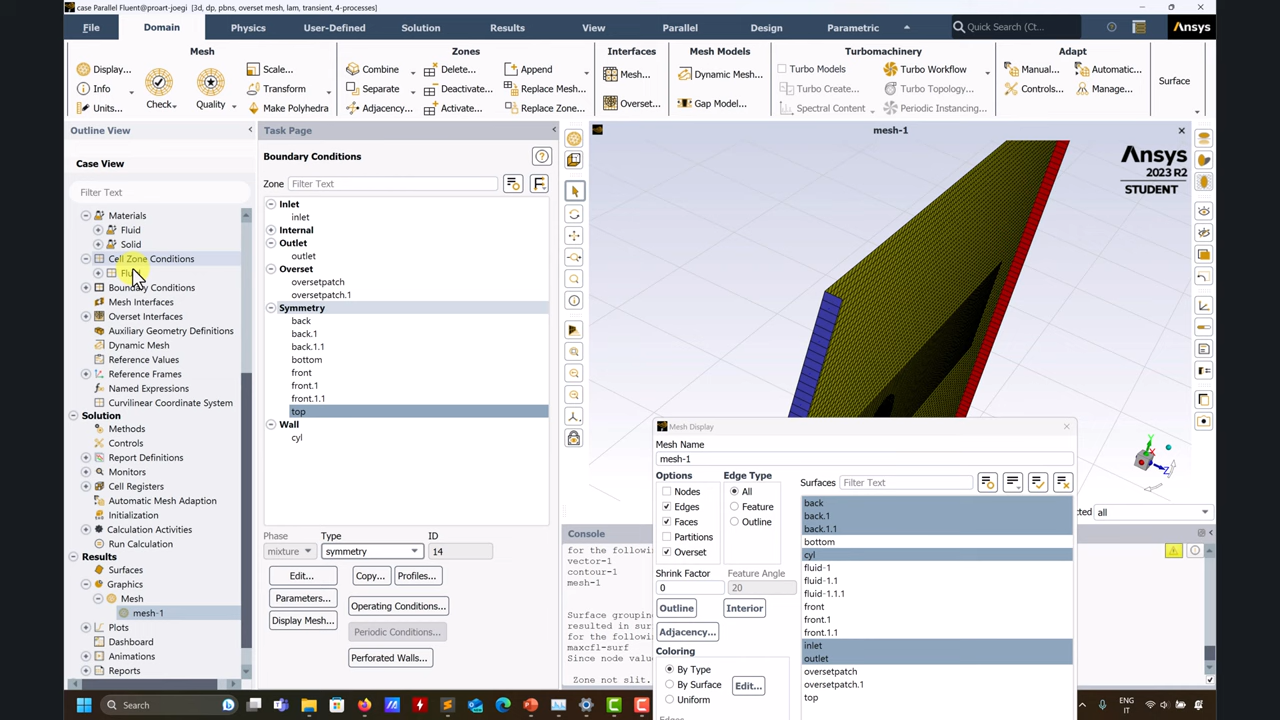 case Parallel Fluent@proart-joegi [3d, dp, pbns, overset mesh, lam, transient, 4-processes]
File Domain Physics User-Defined Solution Results View Parallel Design Parametric Search (Ct... Ansys
Mesh Zones Interfaces Mesh Models Turbomachinery Adapt
Display... Scale... Combine Delete... Append Mesh... Dynamic Mesh... Turbo Models Turbo Workflow Manual... Automatic...
Info Check Quality Transform Separate Deactivate... Replace Mesh... Turbo Create... Turbo Topology... Controls... Manage... Surface
Units... Make Polyhedra Adjacency... Activate... Replace Zone... Overset... Gap Model... Spectral Content Periodic Instancing...
Outline View
Case View
Filter Text
Materials
Fluid
Solid
Cell Zone Conditions
Boundary Conditions
Mesh Interfaces
Overset Interfaces
Auxiliary Geometry Definitions
Dynamic Mesh
Reference Values
Reference Frames
Named Expressions
Curvilinear Coordinate System
Solution
Methods
Controls
Report Definitions
Monitors
Cell Registers
Automatic Mesh Adaption
Initialization
Calculation Activities
Run Calculation
Results
Surfaces
Graphics
Mesh
mesh-1
Plots
Dashboard
Animations
Reports
Task Page
Boundary Conditions
Zone Filter Text
Inlet
inlet
Internal
Outlet
outlet
Overset
oversetpatch
oversetpatch.1
Symmetry
back
back.1
back.1.1
bottom
front
front.1
front.1.1
top
Wall
cyl
Phase Type ID
mixture symmetry 14
Edit... Copy... Profiles...
Parameters... Operating Conditions...
Display Mesh... Periodic Conditions...
Perforated Walls...
mesh-1
Ansys
2023 R2
STUDENT
Y
Z
all
Console
for the following
vector-1
contour-1
mesh-1
Surface grouping
resulted in surf
for the following
maxcfl-surf
Since node value
Zone not slit.
Mesh Display
Mesh Name
mesh-1
Options Edge Type Surfaces Filter Text
Nodes All
Edges Feature
Faces Outline
Partitions
Overset
Shrink Factor Feature Angle
0 20
Outline Interior
Adjacency...
Coloring
By Type
By Surface Edit...
Uniform
back
back.1
back.1.1
bottom
cyl
fluid-1
fluid-1.1
fluid-1.1.1
front
front.1
front.1.1
inlet
outlet
oversetpatch
oversetpatch.1
top
Search
ENG
IT